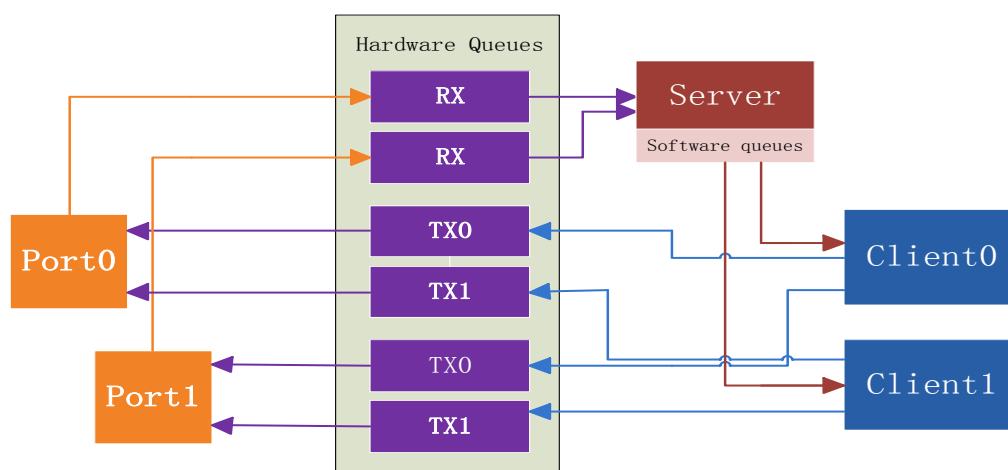 Hardware Queues
RX
Server
RX
Software queues
Port0
TX0
Client0
TX1
Port1
TX0
Client1
TX1